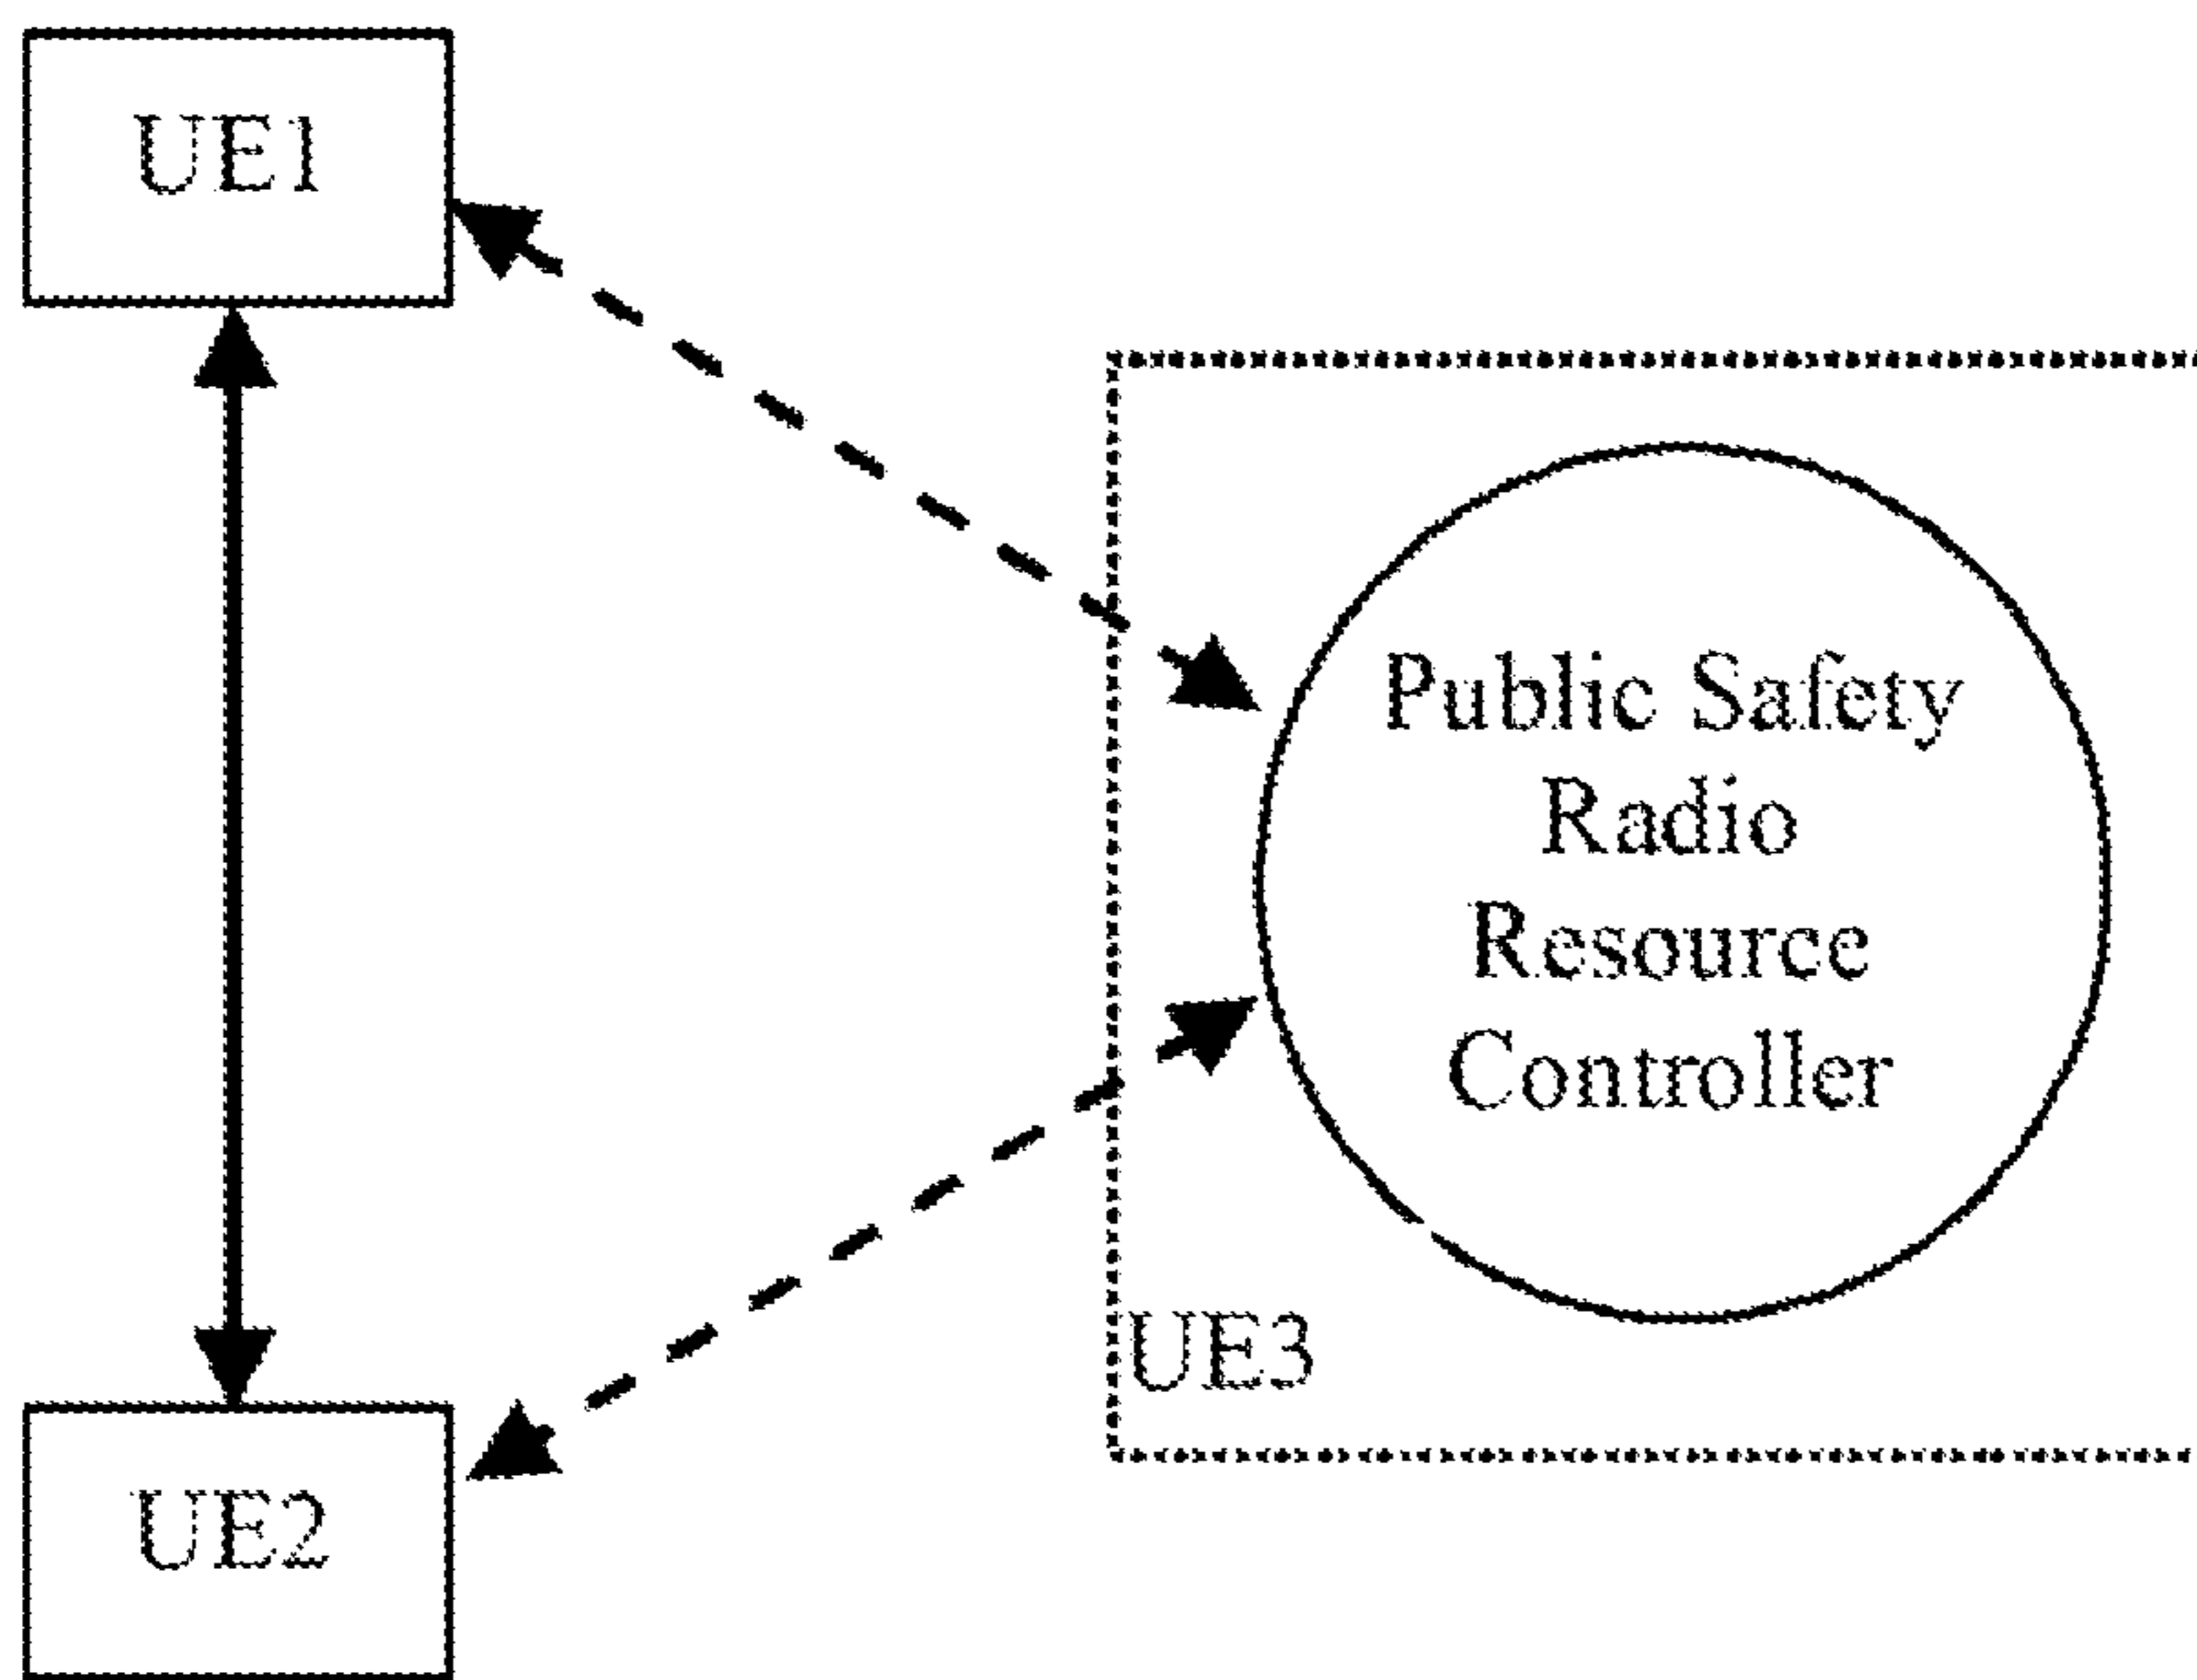 UE1
Public Safety
Radio
Resource
Controller
UE3
UE2